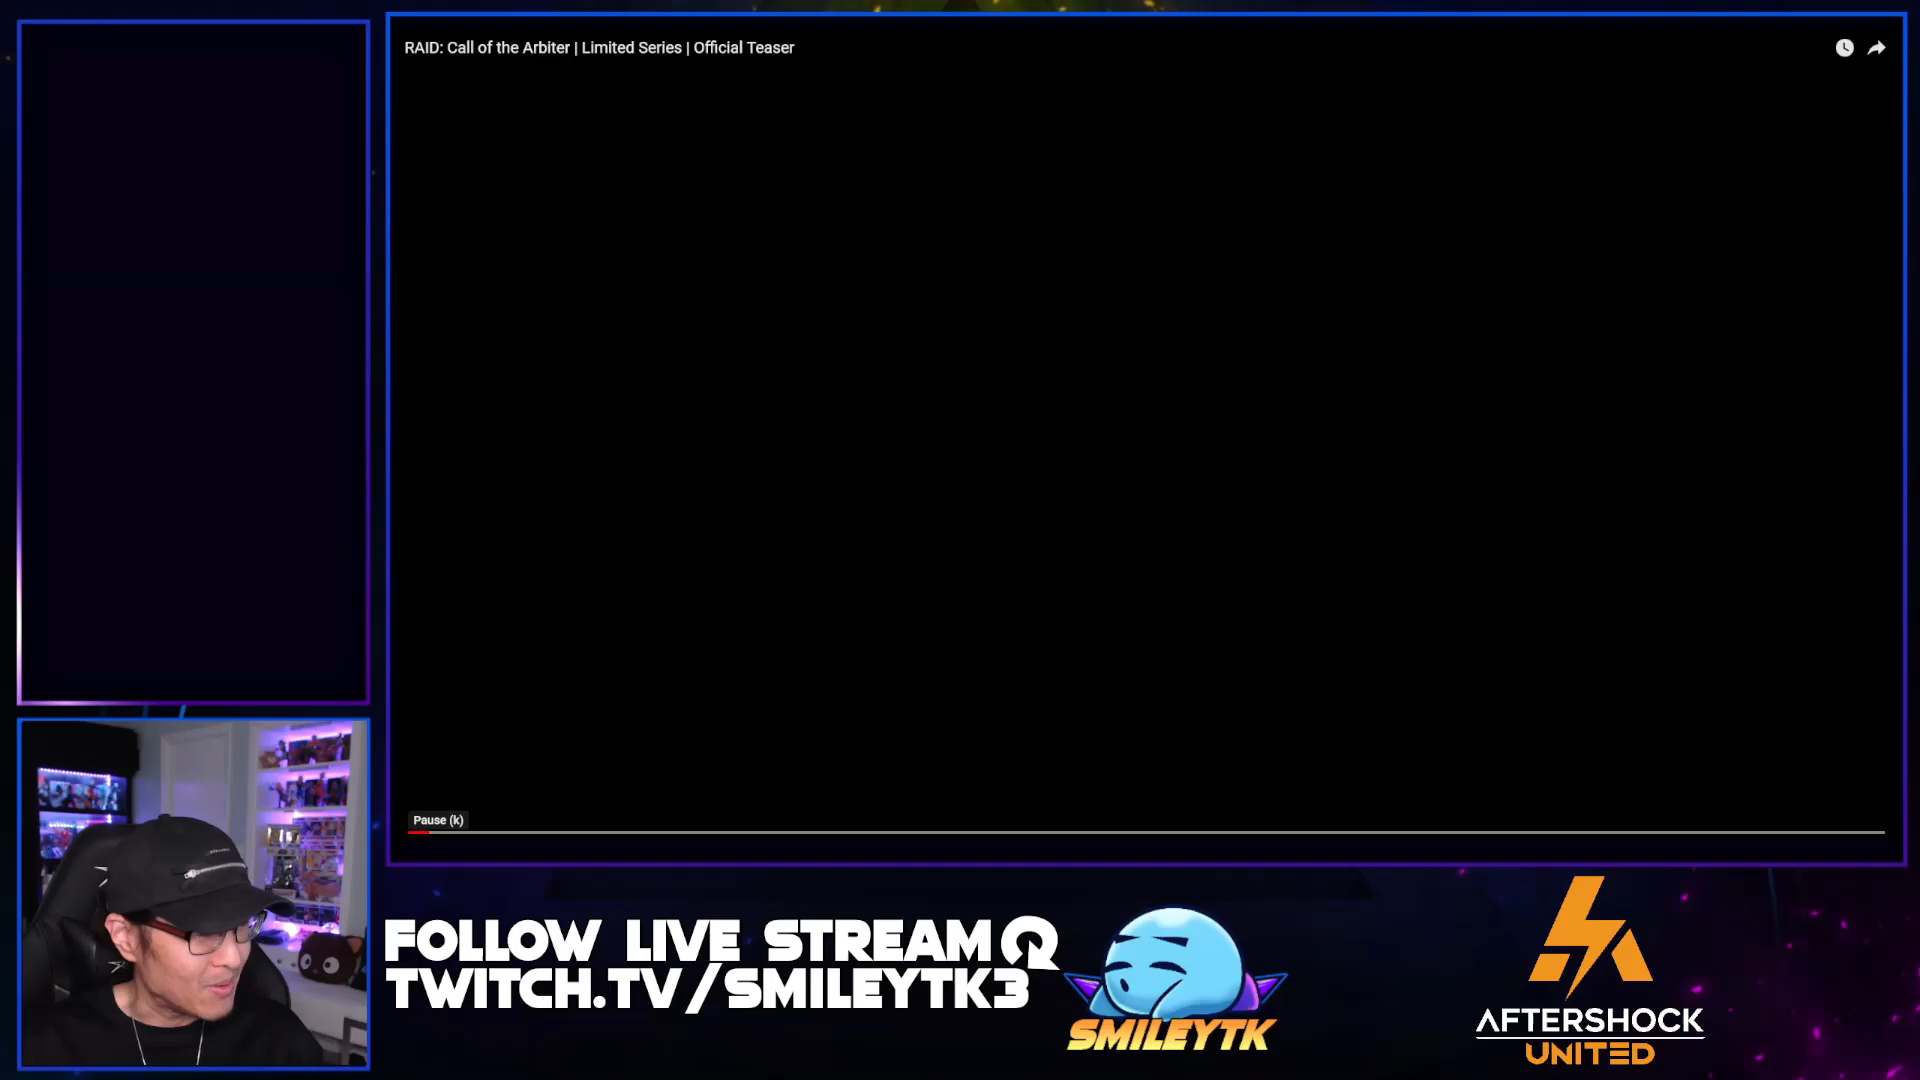 RAID: Call of the Arbiter | Limited Series | Official Teaser
Pause (k)
FOLLOW LIVE STREAM
TWITCH.TV/SMILEYTK3
SMILEYTK
AFTERSHOCK
UNITED